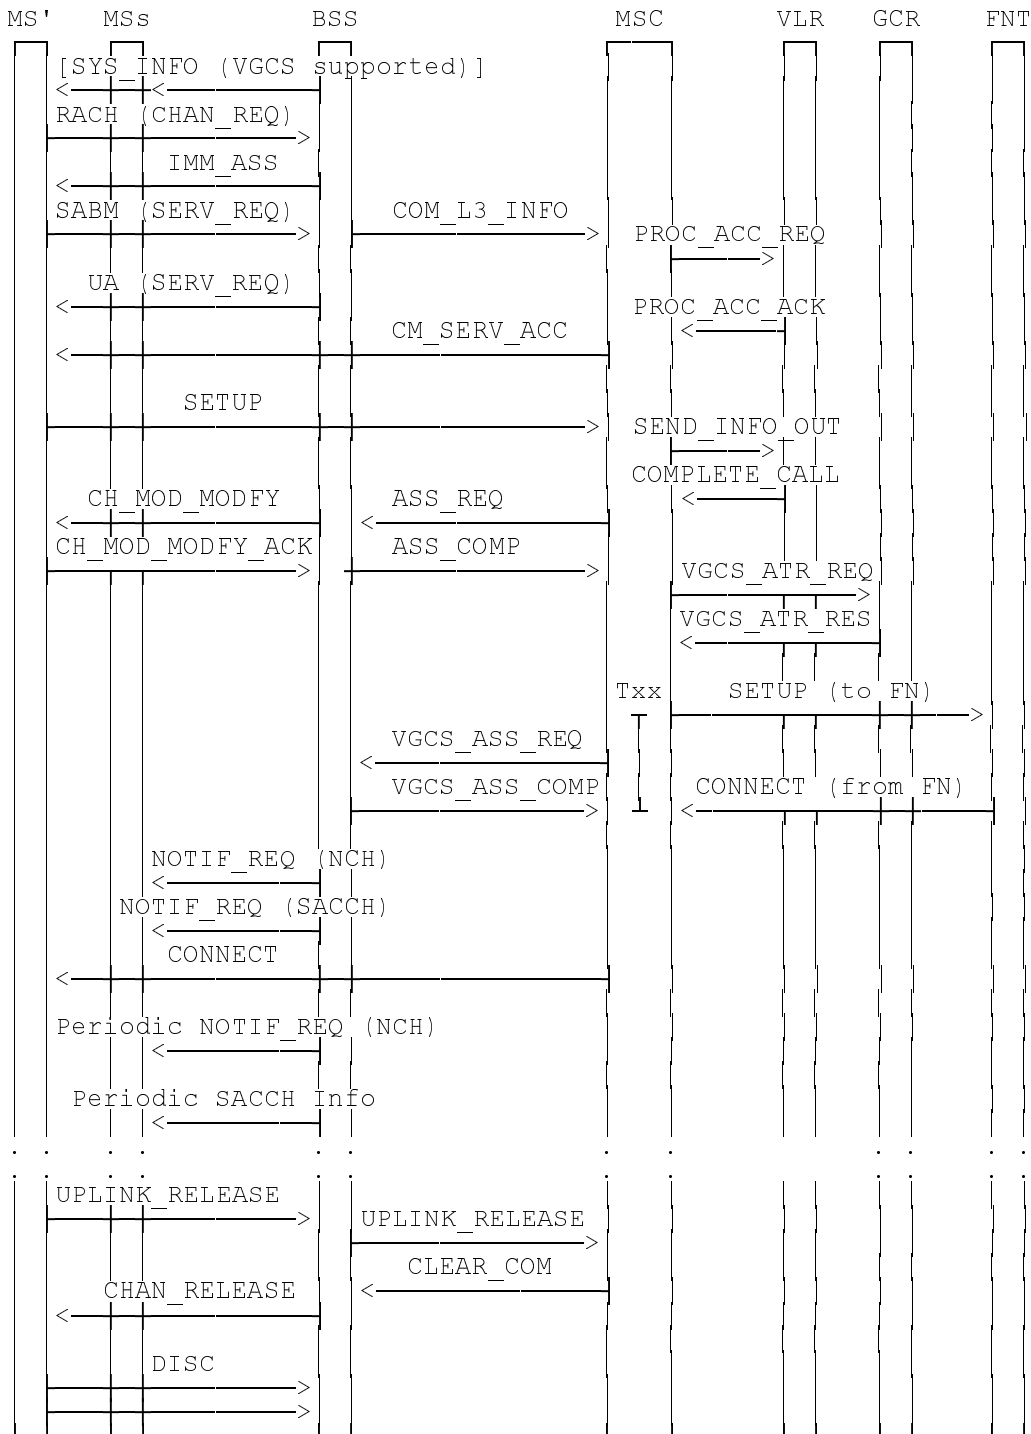 MS' MSs BSS MSC VLR GCR FNT
[SYS_INFO (VGCS supported)]
RACH (CHAN_REQ)
IMM_ASS
SABM (SERV_REQ) COM_L3_INFO
PROC_ACC_REQ
UA (SERV_REQ)
PROC_ACC_ACK
CM_SERV_ACC
SETUP
SEND_INFO_OUT
COMPLETE_CALL
CH_MOD_MODFY ASS_REQ
CH_MOD_MODFY_ACK ASS_COMP
VGCS_ATR_REQ
VGCS_ATR_RES
Txx SETUP (to FN)
VGCS_ASS_REQ
VGCS_ASS_COMP CONNECT (from FN)
NOTIF_REQ (NCH)
NOTIF_REQ (SACCH)
CONNECT
Periodic NOTIF_REQ (NCH)
Periodic SACCH Info
UPLINK_RELEASE
UPLINK_RELEASE
CLEAR_COM
CHAN_RELEASE
DISC